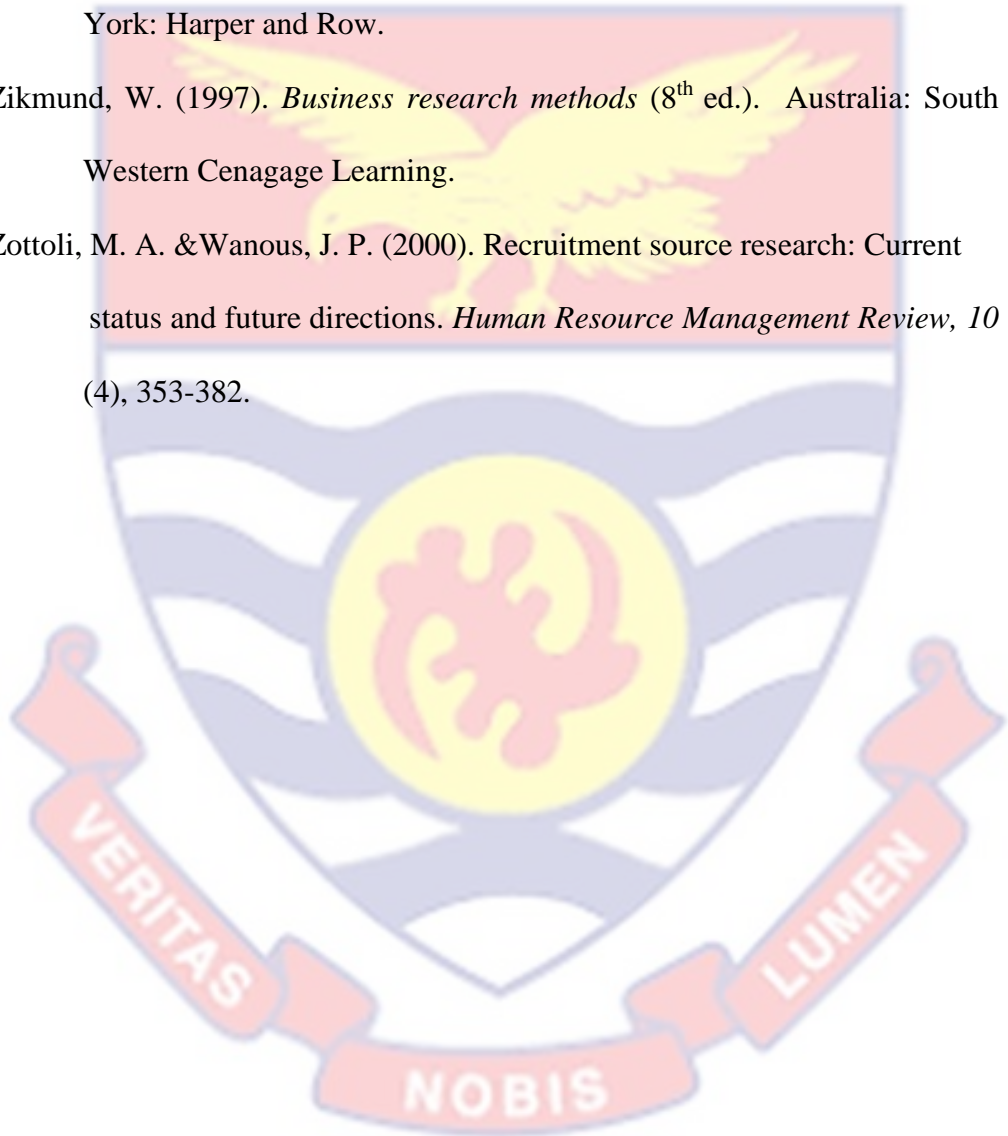 York: Harper and Row.
Zikmund, W. (1997). Business research methods (8th ed.). Australia: South
Western Cenagage Learning.
Zottoli, M. A. &Wanous, J. P. (2000). Recruitment source research: Current
status and future directions. Human Resource Management Review, 10
(4), 353-382.
VERITAS
NOBIS
LUMEN